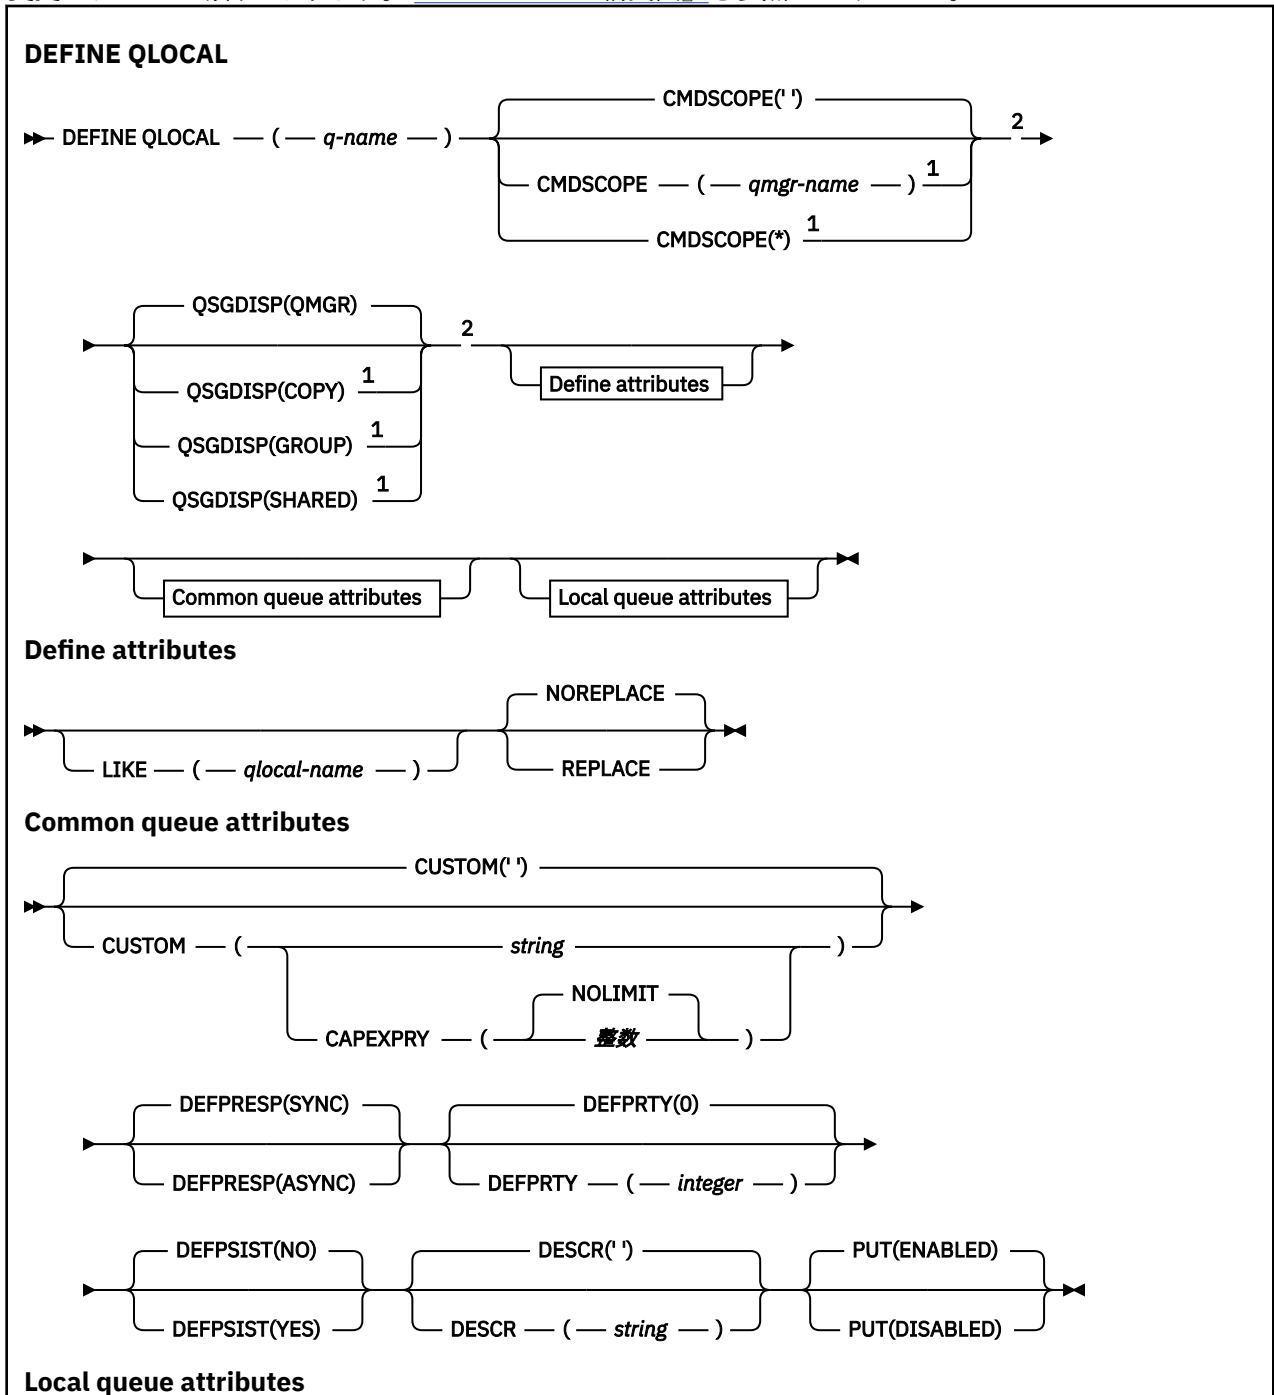 DEFINE QLOCAL
CMDSCOPE(' ')
DEFINE QLOCAL ( q-name ) 2
CMDSCOPE ( qmgr-name ) 1
CMDSCOPE(*) 1
QSGDISP(QMGR)
2
QSGDISP(COPY) 1 Define attributes
QSGDISP(GROUP) 1
QSGDISP(SHARED) 1
Common queue attributes Local queue attributes
Define attributes
NOREPLACE
LIKE ( qlocal-name ) REPLACE
Common queue attributes
CUSTOM(' ')
CUSTOM ( string )
NOLIMIT
CAPEXPRY ( 整数 )
DEFPRESP(SYNC) DEFPRTY(0)
DEFPRESP(ASYNC) DEFPRTY ( integer )
DEFPSIST(NO) DESCR(' ') PUT(ENABLED)
DEFPSIST(YES) DESCR ( string ) PUT(DISABLED)
Local queue attributes